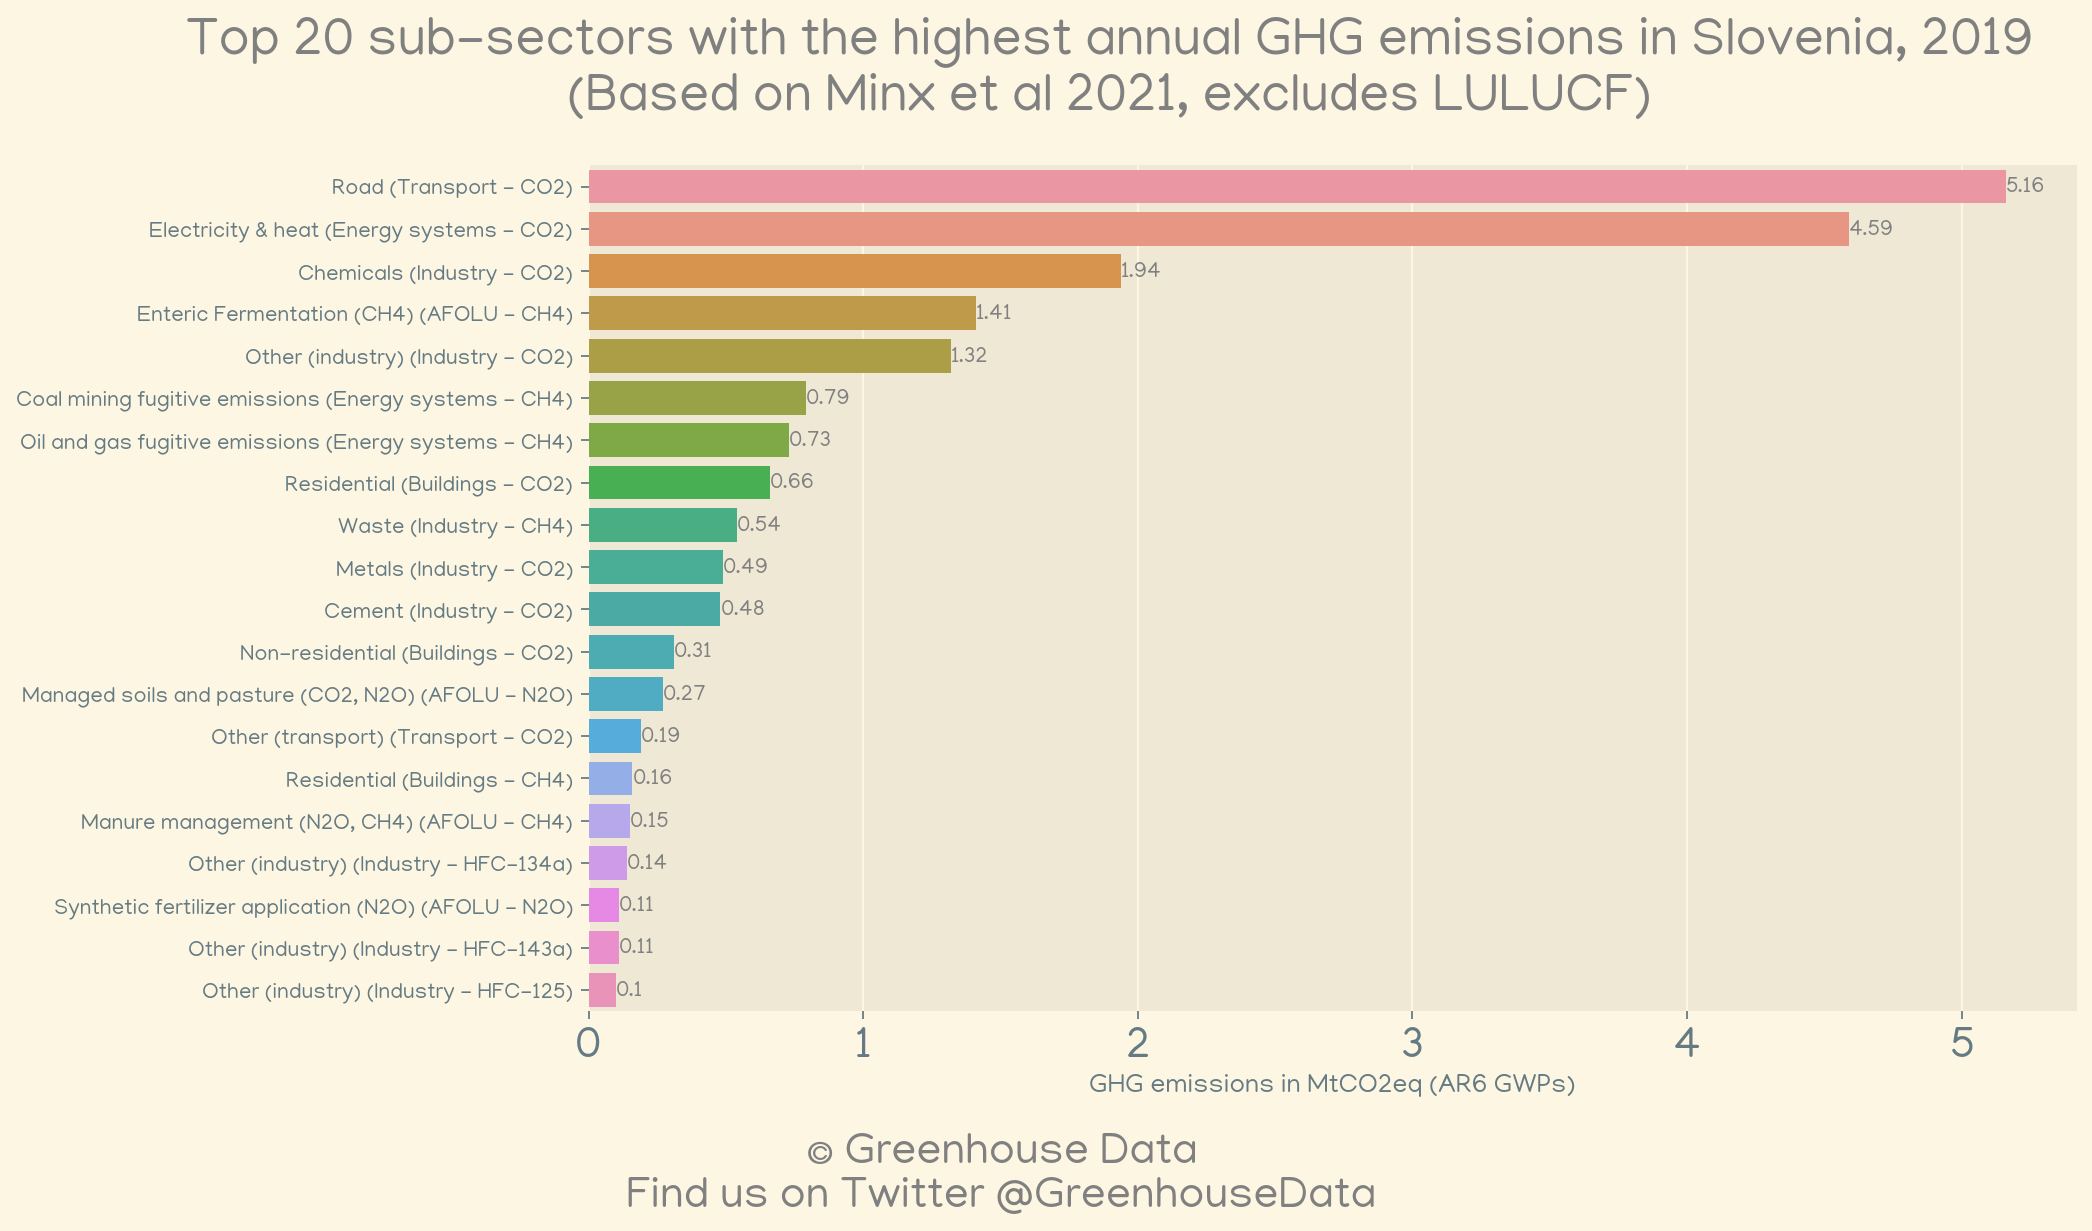 Top 20 sub-sectors with the highest annual GHG emissions in Slovenia, 2019
(Based on Minx et al 2021, excludes LULUCF)
Road (Transport - CO2) 5.16
Electricity & heat (Energy systems - CO2) 4.59
Chemicals (Industry - CO2) 1.94
Enteric Fermentation (CH4) (AFOLU - CH4) 1.41
Other (industry) (Industry - CO2) 1.32
Coal mining fugitive emissions (Energy systems - CH4) 0.79
Oil and gas fugitive emissions (Energy systems - CH4) 0.73
Residential (Buildings - CO2) 0.66
Waste (Industry - CH4) 0.54
Metals (Industry - CO2) 0.49
Cement (Industry - CO2) 0.48
Non-residential (Buildings - CO2) 0.31
Managed soils and pasture (CO2, N2O) (AFOLU - N2O) 0.27
Other (transport) (Transport - CO2) 0.19
Residential (Buildings - CH4) 0.16
Manure management (N2O, CH4) (AFOLU - CH4) 0.15
Other (industry) (Industry - HFC-134a) 0.14
Synthetic fertilizer application (N2O) (AFOLU - N2O) 0.11
Other (industry) (Industry - HFC-143a) 0.11
Other (industry) (Industry - HFC-125) 0.1
0 1 2 3 4 5
GHG emissions in MtCO2eq (AR6 GWPs)
© Greenhouse Data
Find us on Twitter @GreenhouseData